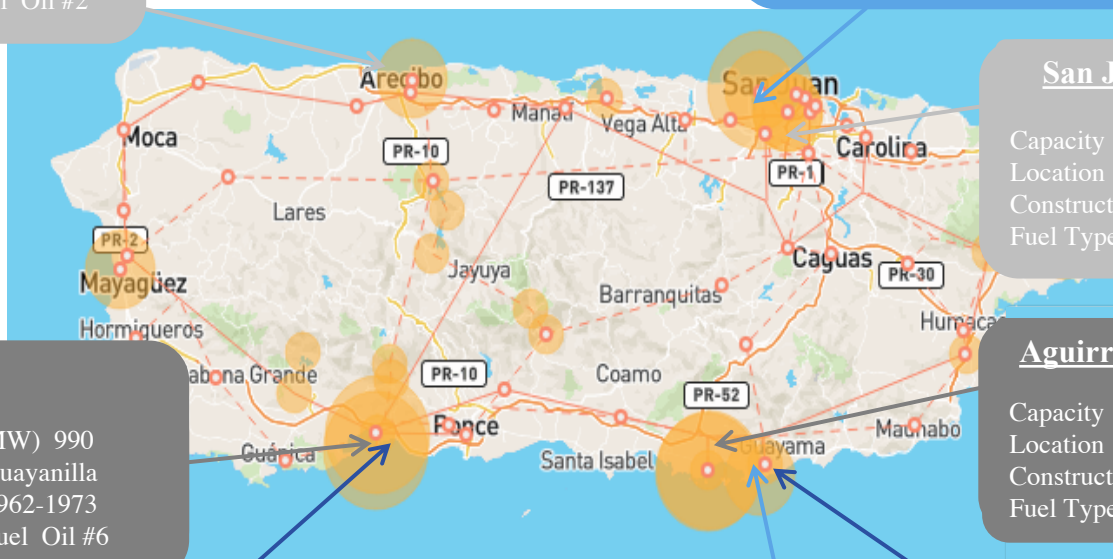 Oil #2
Arecibo
San Juan
San J
Capacity
Location
Construct
Fuel Type
Manatí
Vega Alta
Carolina
Moca
PR-10
PR-1
PR-137
Lares
PR-2
Mayagüez
Jayuya
Caguas
PR-30
Barranquitas
Hormigueros
Humacao
abana Grande
PR-10
Coamo
PR-52
Aguirr
Capacity
Location
Construct
Fuel Type
MW) 990
uayanilla
962-1973
uel Oil #6
Guánica
Ponce
Santa Isabel
Guayama
Maunabo